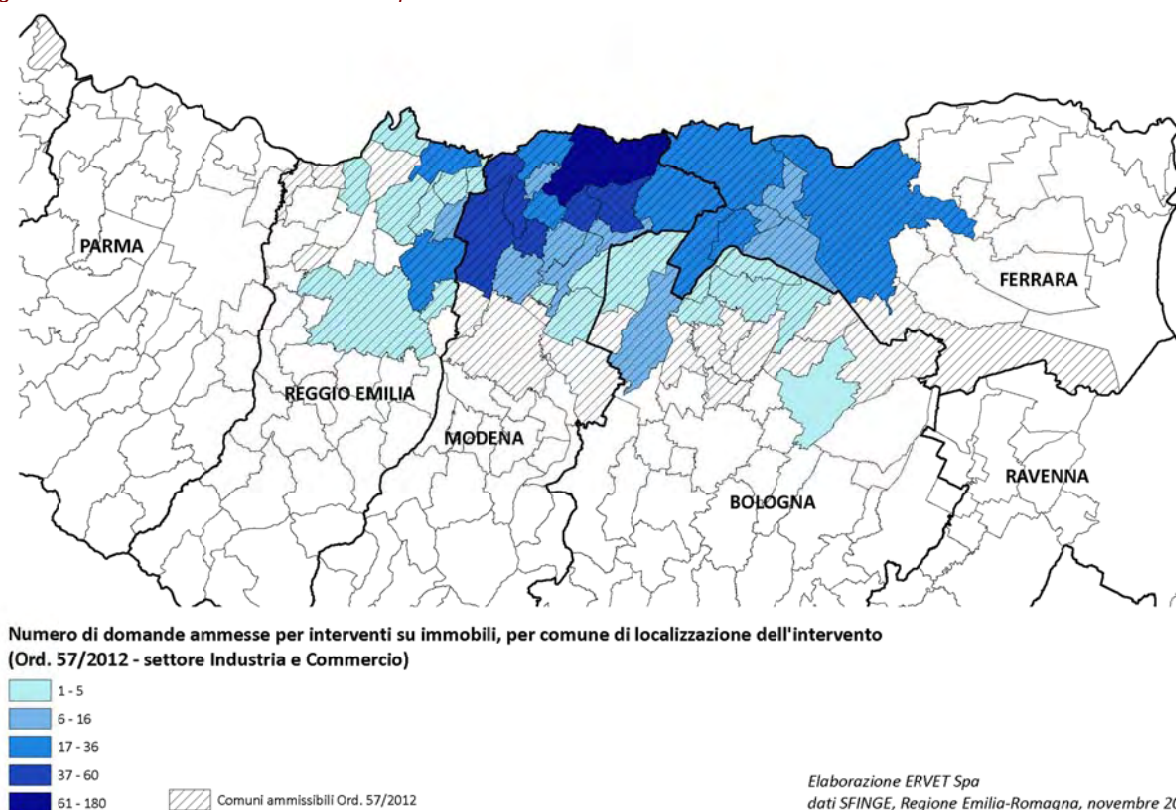 PARMA
FERRARA
REGGIO EMILIA
MODENA
RAVENNA
BOLOGNA
Numero di domande ammesse per interventi su immobili, per comune di localizzazione dell'intervento
(Ord. 57/2012 - settore Industria e Commercio)
1 - 5
6 - 16
17 - 36
37 - 60
61 - 180
Comuni ammissibili Ord. 57/2012
Elaborazione ERVET Spa
dati SFINGE, Regione Emilia-Romagna, novembre